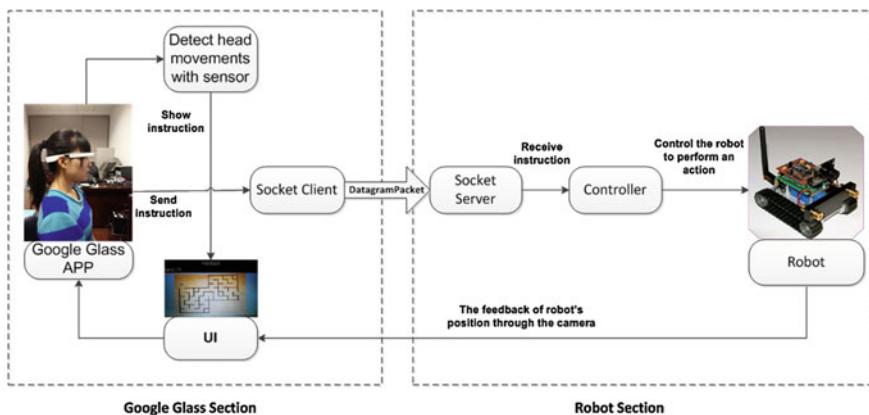 Detect head
movements
with sensor
Show
instruction
Send
instruction
Google Glass
APP
UI
Socket Client
DatagramPacket
Socket
Server
Receive
instruction
Controller
Control the robot
to perform an
action
Robot
The feedback of robot's
position through the camera
Google Glass Section
Robot Section